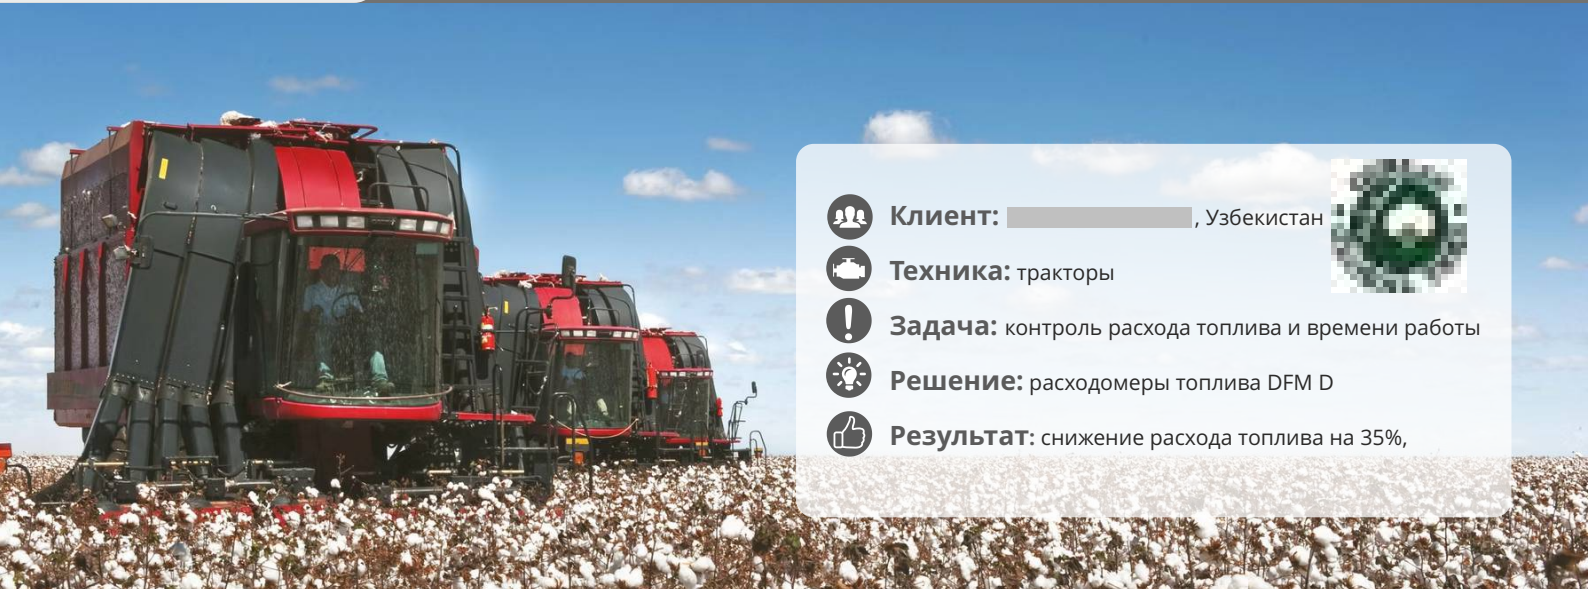 Клиент: , Узбекистан
Техника: тракторы
Задача: контроль расхода топлива и времени работы
Решение: расходомеры топлива DFM D
Результат: снижение расхода топлива на 35%,